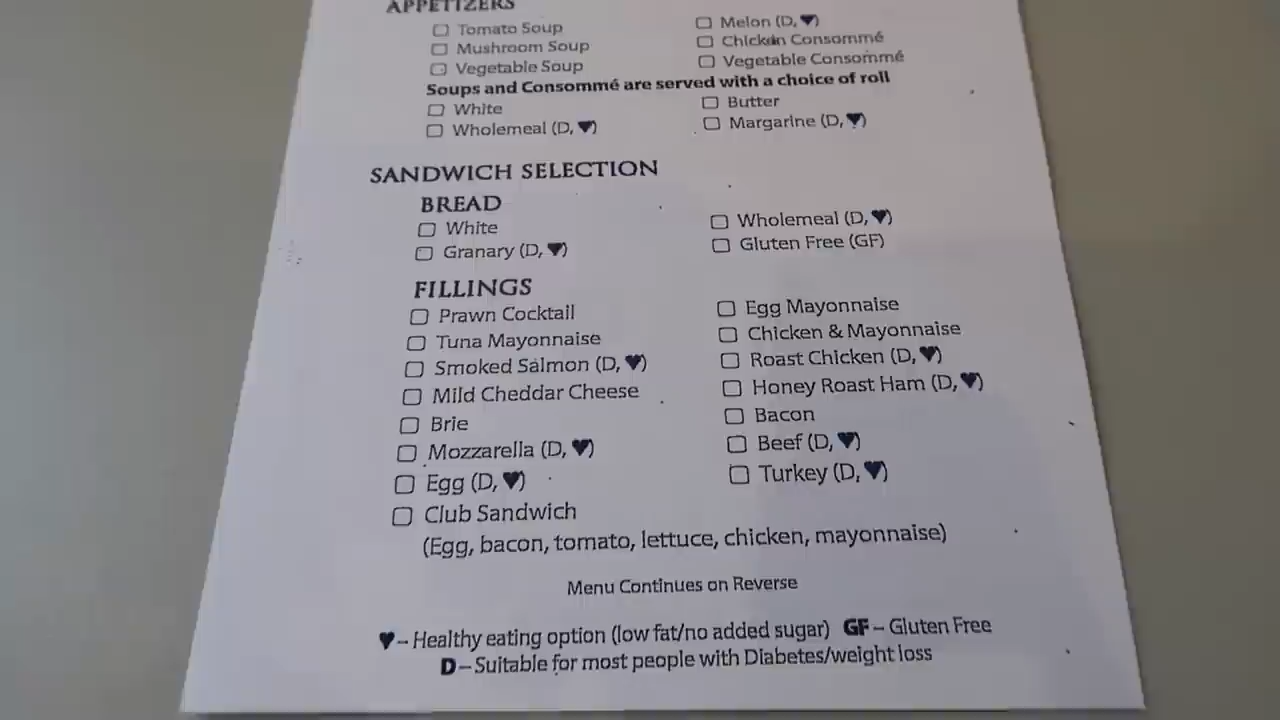 APPETIZERS
☐ Tomato Soup ☐ Melon (D, ♥)
☐ Mushroom Soup ☐ Chicken Consommé
☐ Vegetable Soup ☐ Vegetable Consommé
Soups and Consommé are served with a choice of roll
☐ White ☐ Butter
☐ Wholemeal (D, ♥) ☐ Margarine (D, ♥)
SANDWICH SELECTION
BREAD
☐ White ☐ Wholemeal (D, ♥)
☐ Granary (D, ♥) ☐ Gluten Free (GF)
FILLINGS
☐ Prawn Cocktail ☐ Egg Mayonnaise
☐ Tuna Mayonnaise ☐ Chicken & Mayonnaise
☐ Smoked Salmon (D, ♥) ☐ Roast Chicken (D, ♥)
☐ Mild Cheddar Cheese ☐ Honey Roast Ham (D, ♥)
☐ Brie ☐ Bacon
☐ Mozzarella (D, ♥) ☐ Beef (D, ♥)
☐ Egg (D, ♥) ☐ Turkey (D, ♥)
☐ Club Sandwich
(Egg, bacon, tomato, lettuce, chicken, mayonnaise)
Menu Continues on Reverse
♥ – Healthy eating option (low fat/no added sugar) GF – Gluten Free
D – Suitable for most people with Diabetes/weight loss